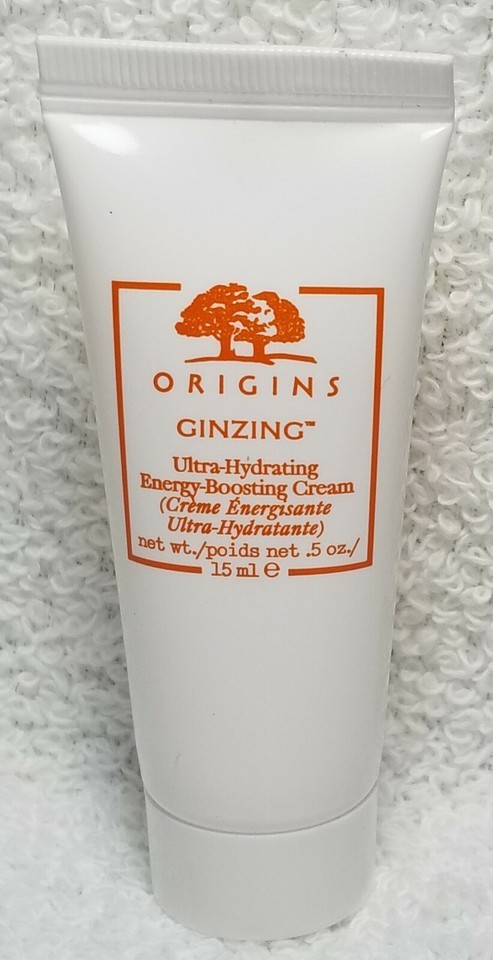 ORIGINS
GINZING™
Ultra-Hydrating
Energy-Boosting Cream
(Crème Énergisante
Ultra-Hydratante)
net wt./poids net .5 oz./
15 ml ℮